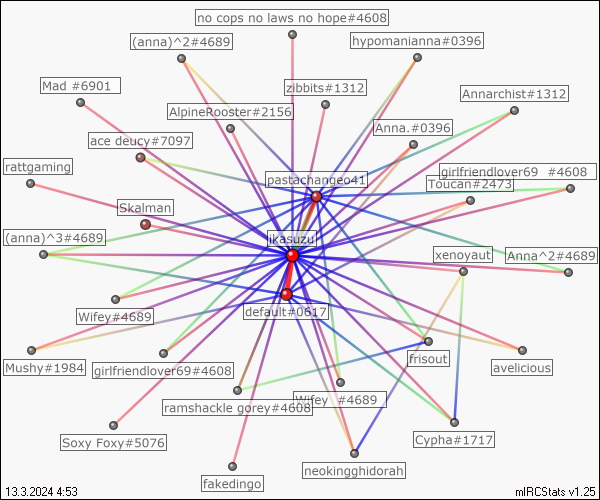 no cops no laws no hope#4608
(anna)^2#4689
hypomanianna#0396
Mad #6901
zibbits#1312
Annarchist#1312
AlpineRooster#2156
Anna.#0396
ace deucy#7097
rattgaming
pastachangeo41
girlfriendlover69 #4608
Toucan#2473
Skalman
(anna)^3#4689
ikasuzu
xenoyaut
Anna^2#4689
Wifey#4689
default#0617
Mushy#1984
girlfriendlover69#4608
frisout
avelicious
ramshackle gorey#4608
Wifey #4689
Soxy Foxy#5076
Cypha#1717
fakedingo
neokingghidorah
13.3.2024 4:53
mIRCStats v1.25